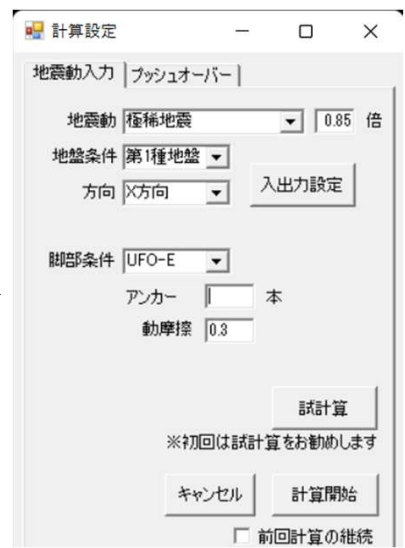 計算設定
地震動入力 プッシュオーバー
地震動 極稀地震 0.85 倍
地盤条件 第1種地盤
方向 X方向 入出力設定
脚部条件 UFO-E
アンカー 本
動摩擦 0.3
試計算
※初回は試計算をお勧めします
キャンセル 計算開始
前回計算の継続